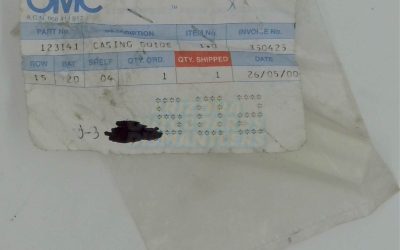 OMC
PART No. DESCRIPTION ITEM No. INVOICE No.
123141 CASING GUIDE 350423
ROW BAY SHELF QTY. ORD. QTY. SHIPPED DATE
15 20 04 1 1 26/05/00
J-3